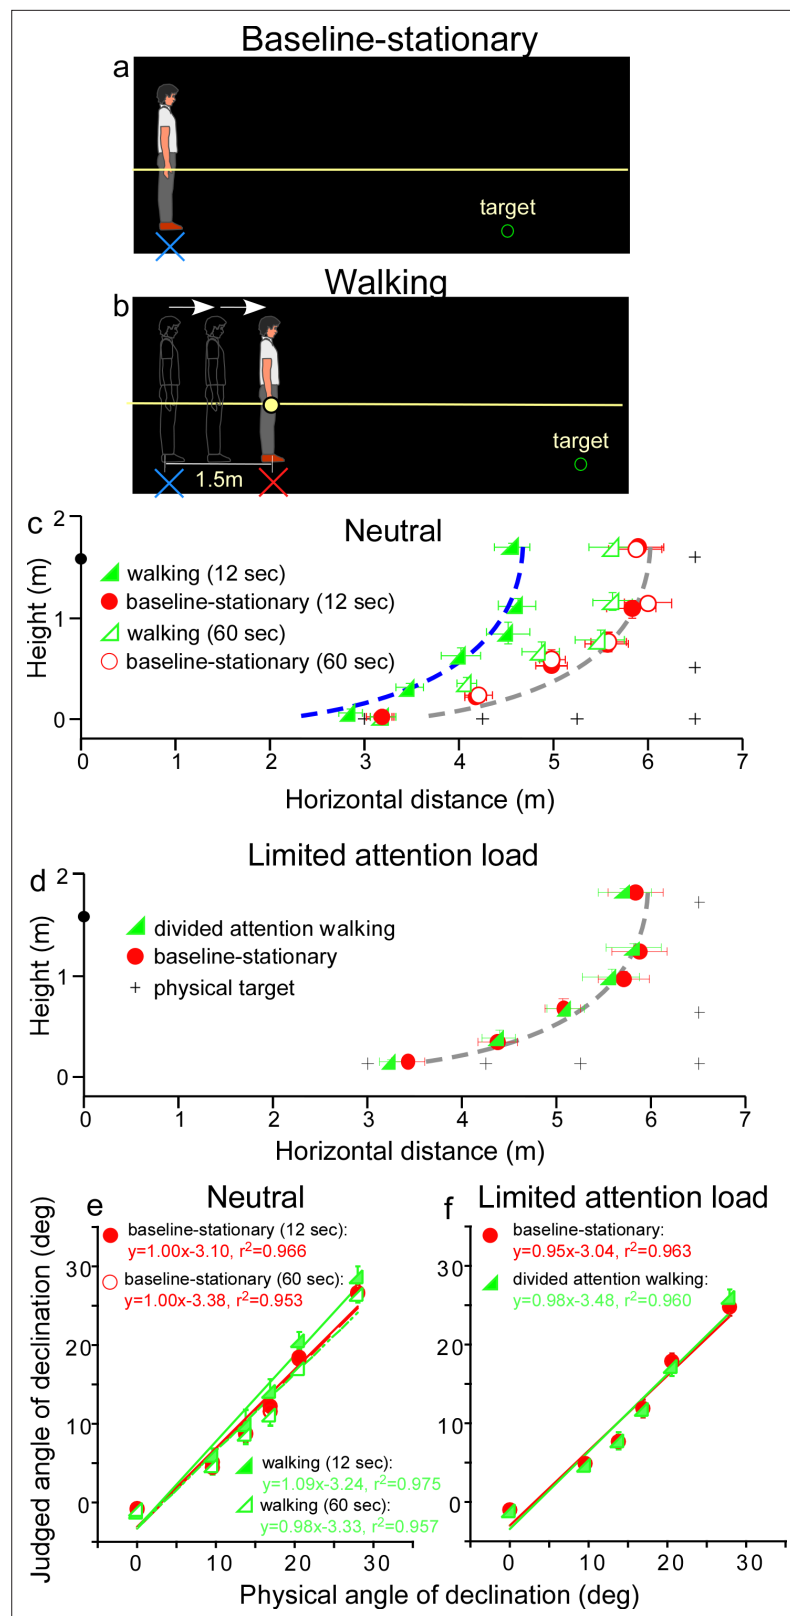 Baseline-stationary
a
target
Walking
b
target
1.5m
c
Neutral
2
1
0
Height (m)
walking (12 sec)
baseline-stationary (12 sec)
walking (60 sec)
baseline-stationary (60 sec)
0 1 2 3 4 5 6 7
Horizontal distance (m)
Limited attention load
d
2
1
0
Height (m)
divided attention walking
baseline-stationary
+ physical target
0 1 2 3 4 5 6 7
Horizontal distance (m)
e
Neutral
Judged angle of declination (deg)
30
20
10
0
baseline-stationary (12 sec):
y=1.00x-3.10, r²=0.966
baseline-stationary (60 sec):
y=1.00x-3.38, r²=0.953
walking (12 sec):
y=1.09x-3.24, r²=0.975
walking (60 sec):
y=0.98x-3.33, r²=0.957
0 10 20 30
f
Limited attention load
30
20
10
0
baseline-stationary:
y=0.95x-3.04, r²=0.963
divided attention walking:
y=0.98x-3.48, r²=0.960
0 10 20 30
Physical angle of declination (deg)